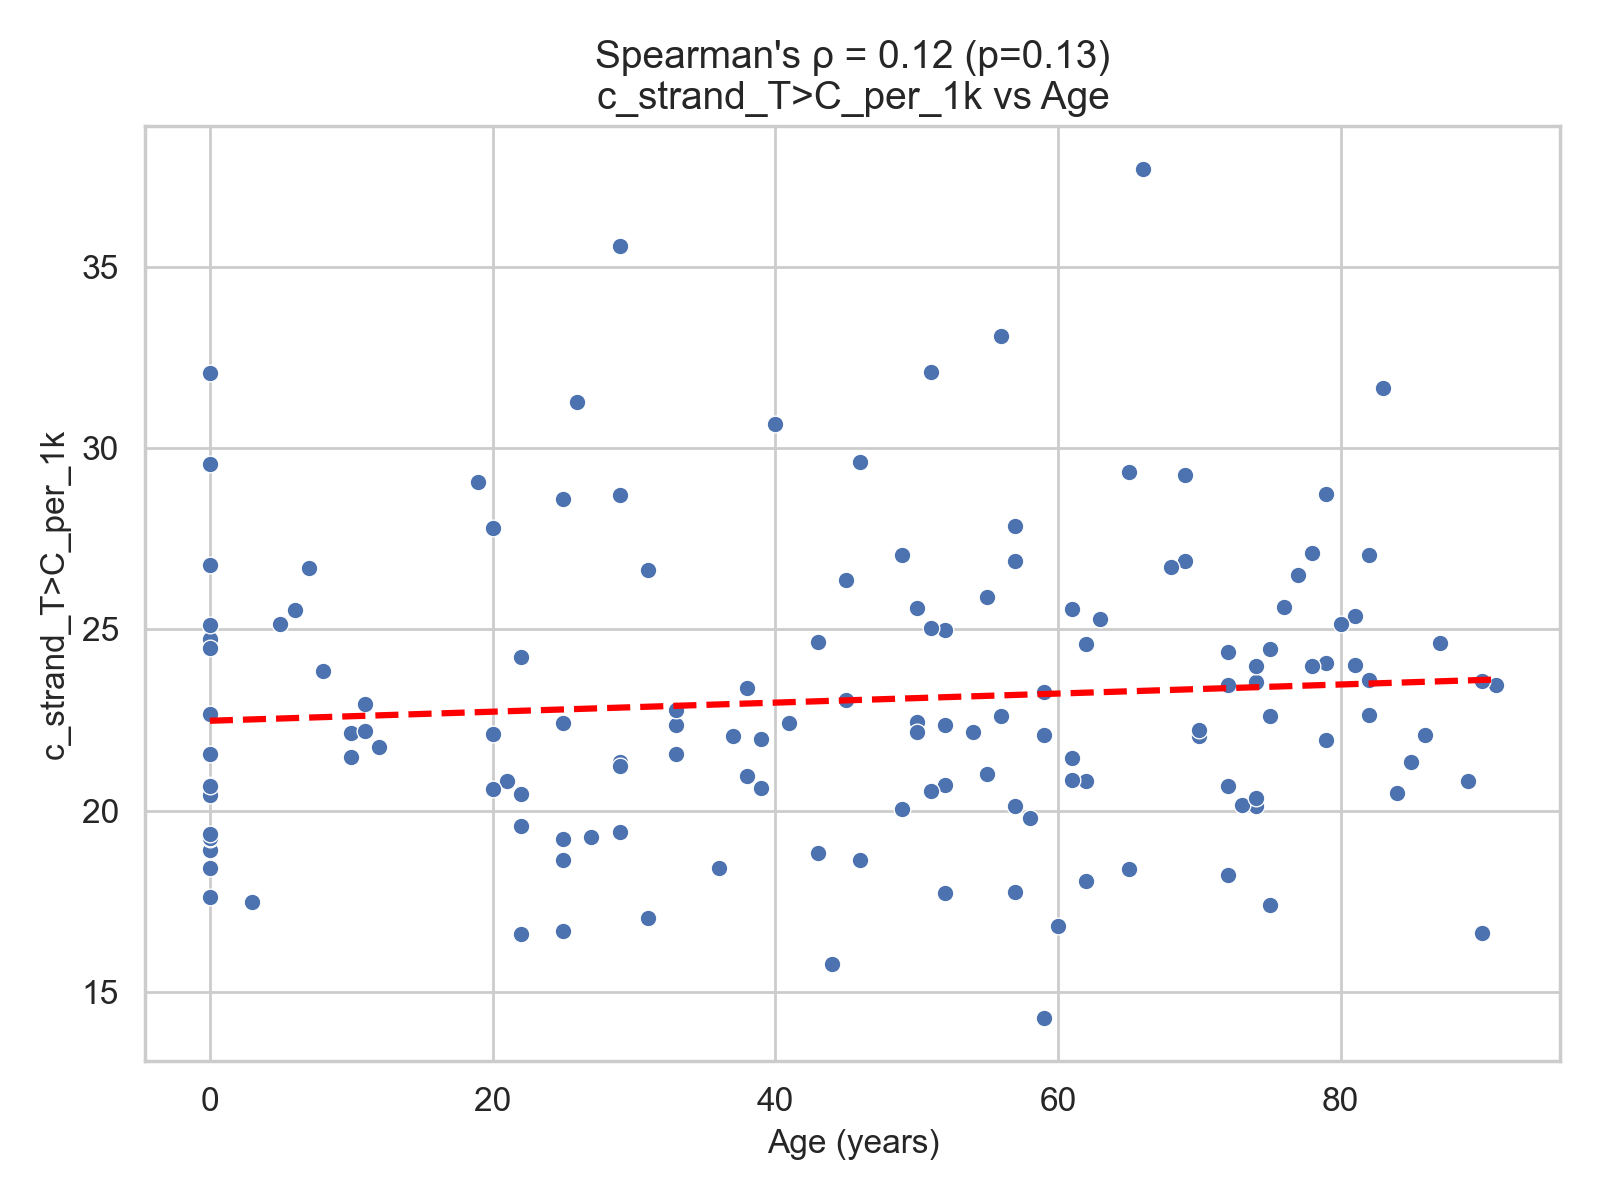 Spearman's ρ = 0.12 (p=0.13)
c_strand_T>C_per_1k vs Age
c_strand_T>C_per_1k
35
30
25
20
15
0
20
40
60
80
Age (years)